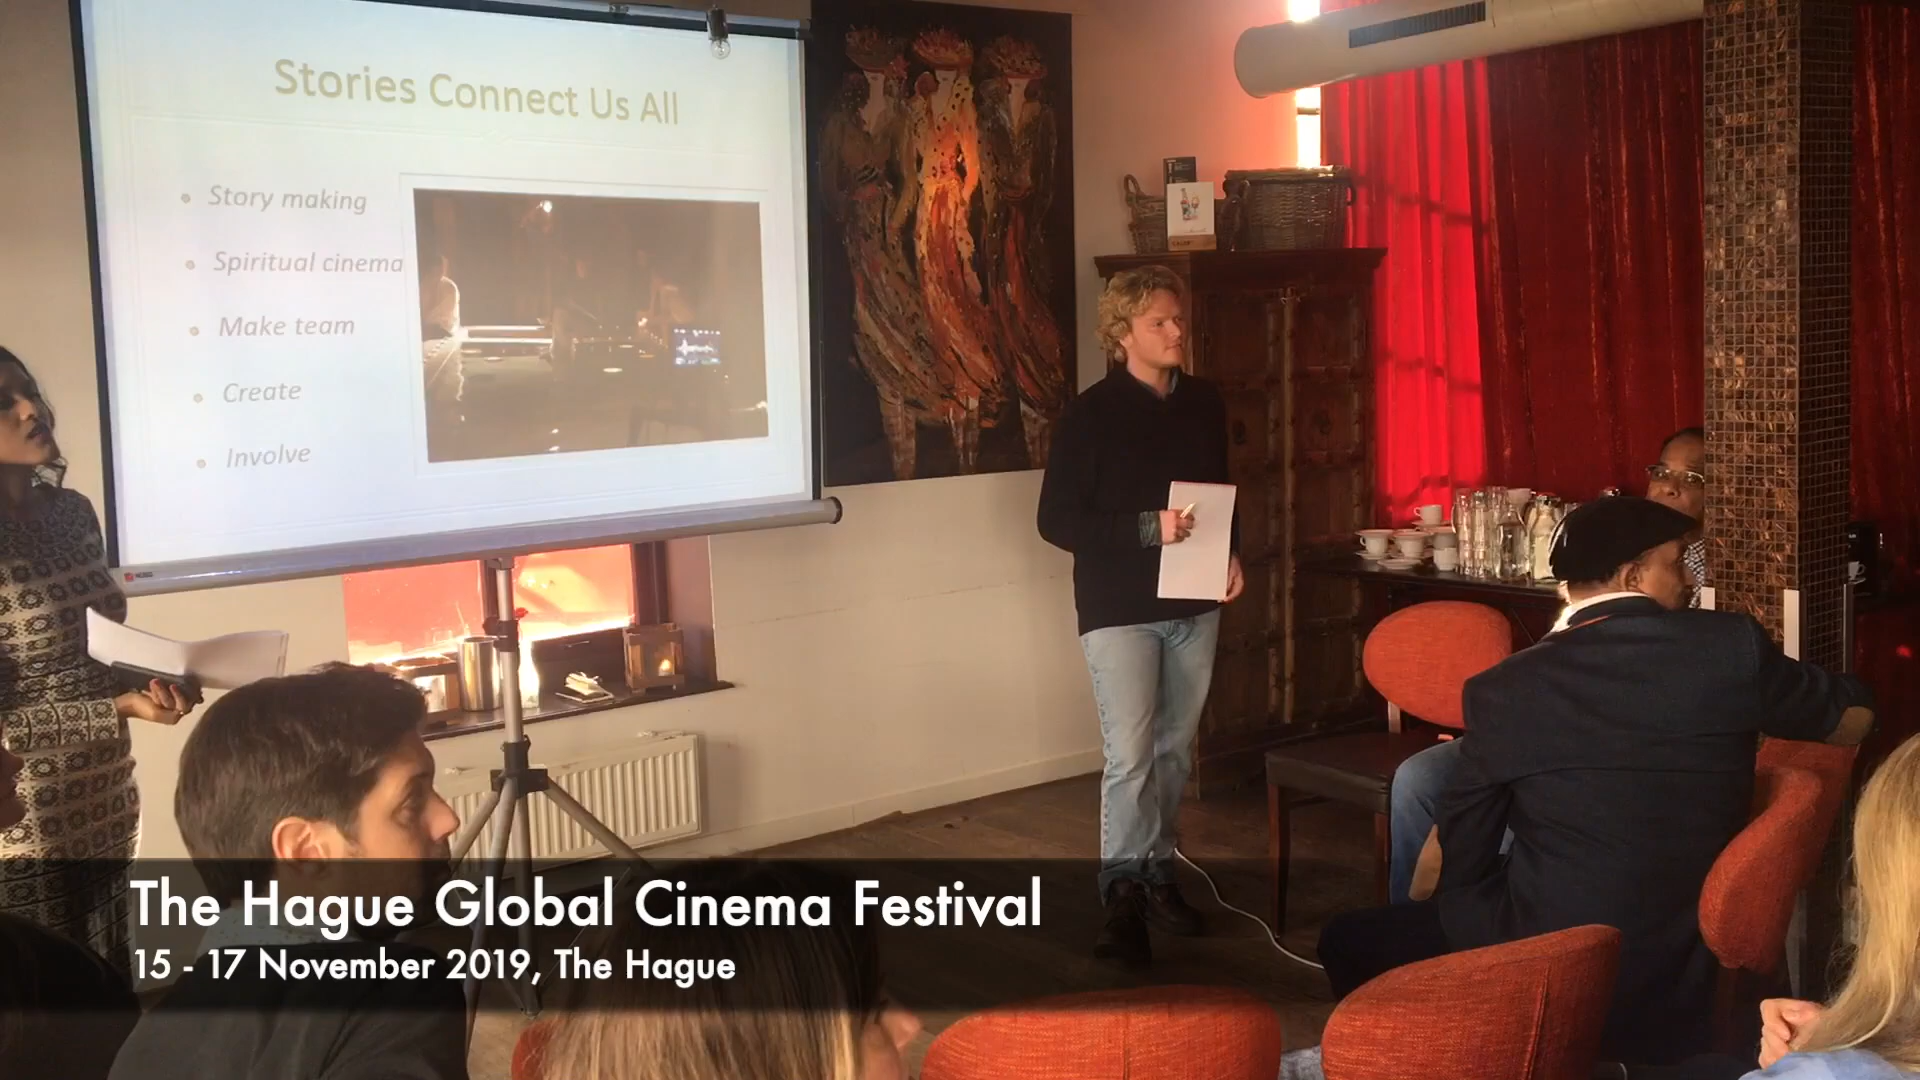 Stories Connect Us All
• Story making
• Spiritual cinema
• Make team
• Create
• Involve
The Hague Global Cinema Festival
15 - 17 November 2019, The Hague